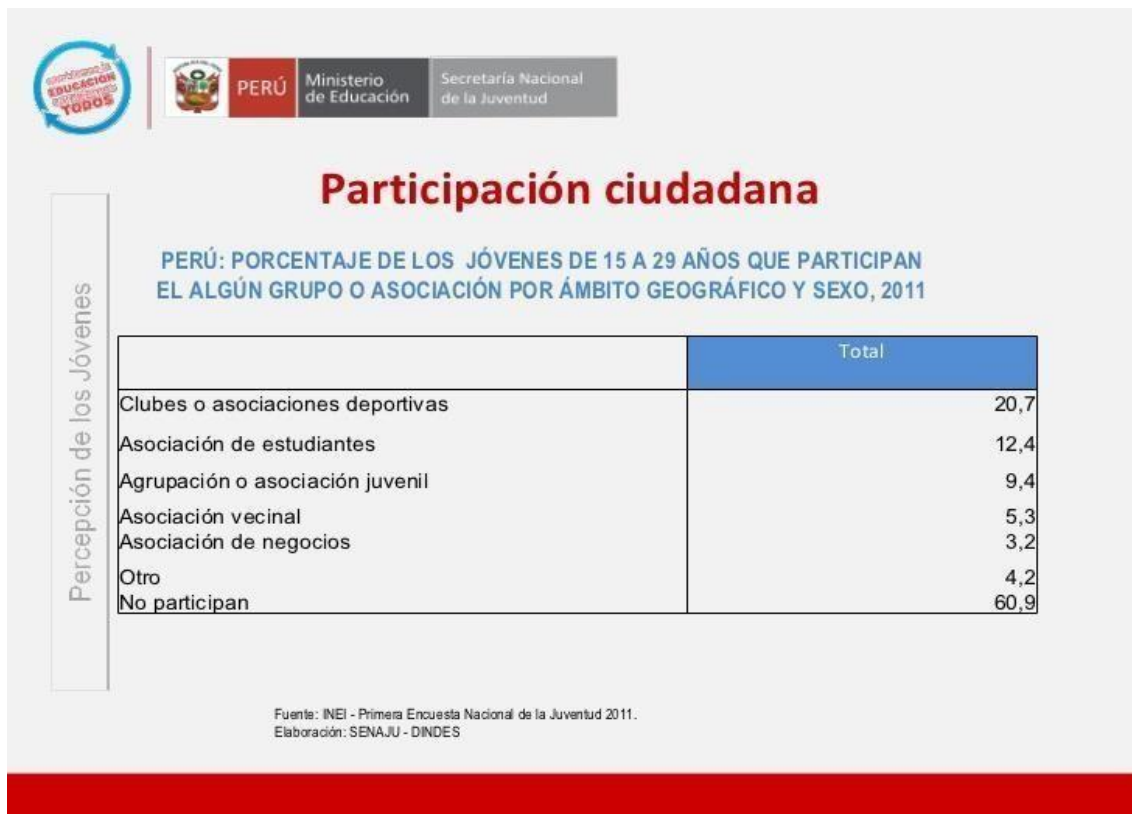 EDUCACIÓN
TODOS
PERÚ
Ministerio
de Educación
Secretaría Nacional
de la Juventud
Participación ciudadana
Percepción de los Jóvenes
PERÚ: PORCENTAJE DE LOS JÓVENES DE 15 A 29 AÑOS QUE PARTICIPAN
EL ALGÚN GRUPO O ASOCIACIÓN POR ÁMBITO GEOGRÁFICO Y SEXO, 2011
Total
Clubes o asociaciones deportivas 20,7
Asociación de estudiantes 12,4
Agrupación o asociación juvenil 9,4
Asociación vecinal 5,3
Asociación de negocios 3,2
Otro 4,2
No participan 60,9
Fuente: INEI - Primera Encuesta Nacional de la Juventud 2011.
Elaboración: SENAJU - DINDES